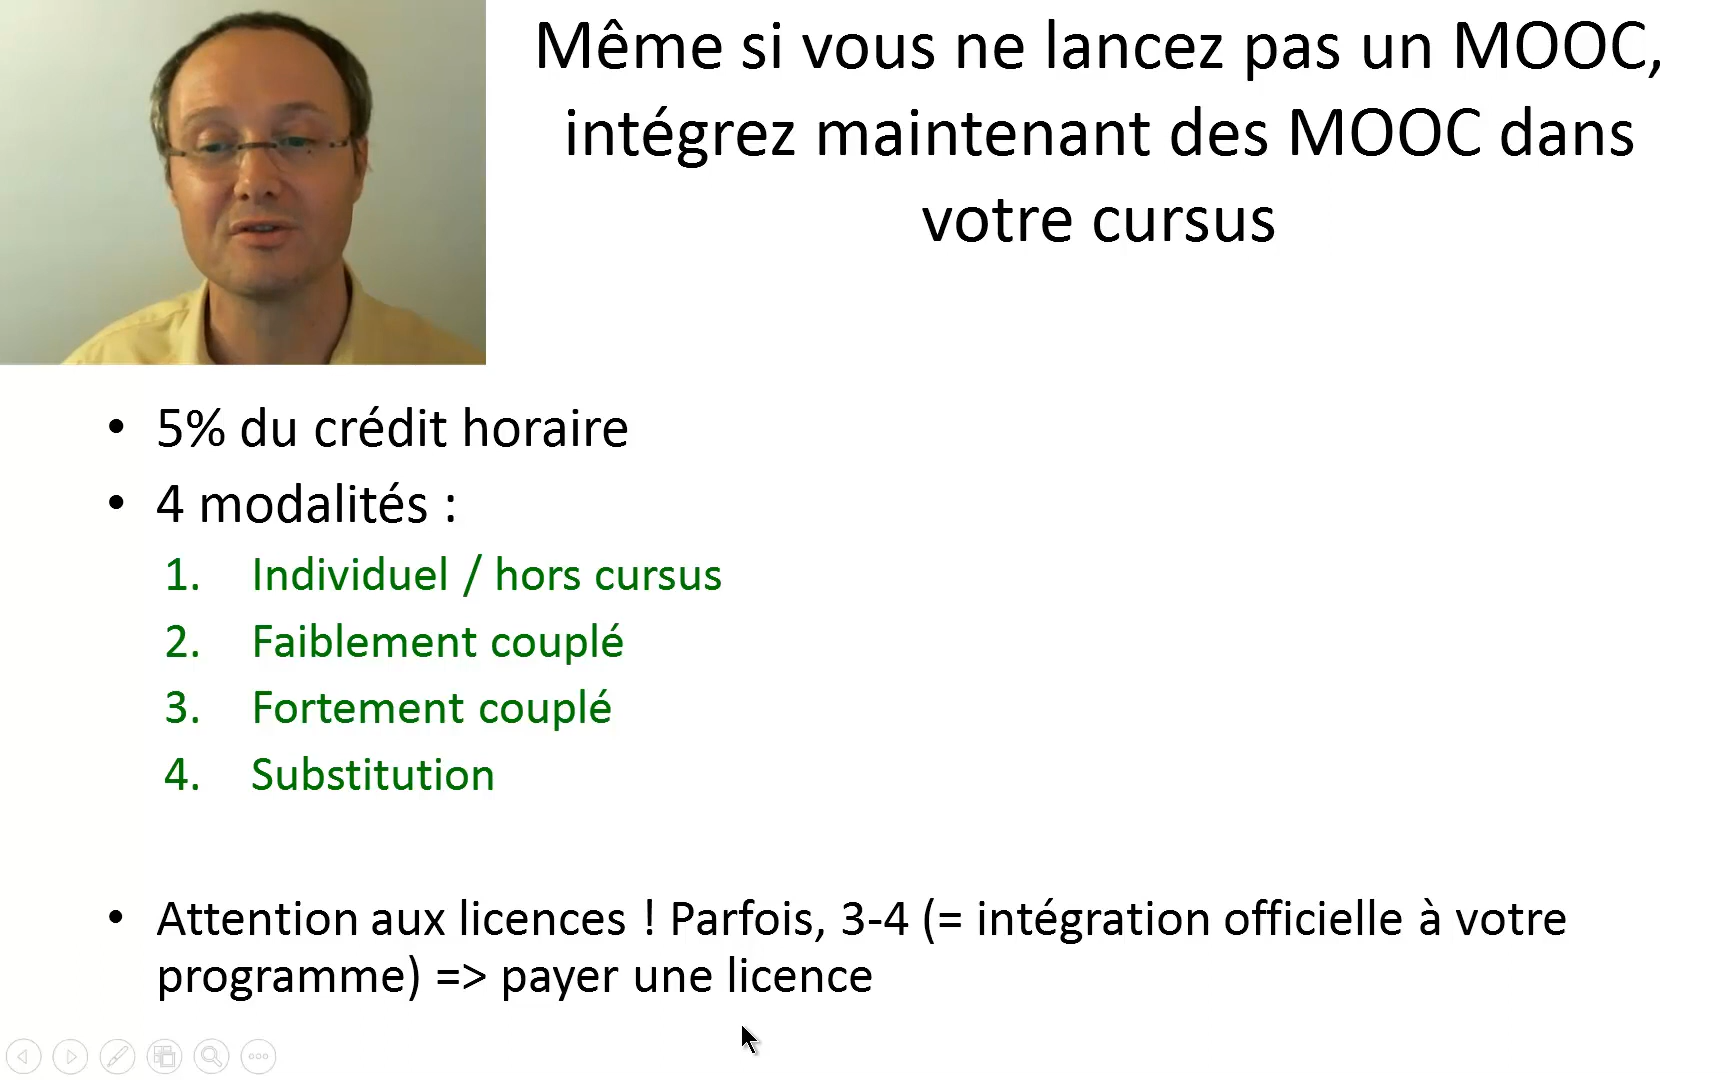 Même si vous ne lancez pas un MOOC,
intégrez maintenant des MOOC dans
votre cursus
• 5% du crédit horaire
• 4 modalités :
1. Individuel / hors cursus
2. Faiblement couplé
3. Fortement couplé
4. Substitution
• Attention aux licences ! Parfois, 3-4 (= intégration officielle à votre
programme) => payer une licence